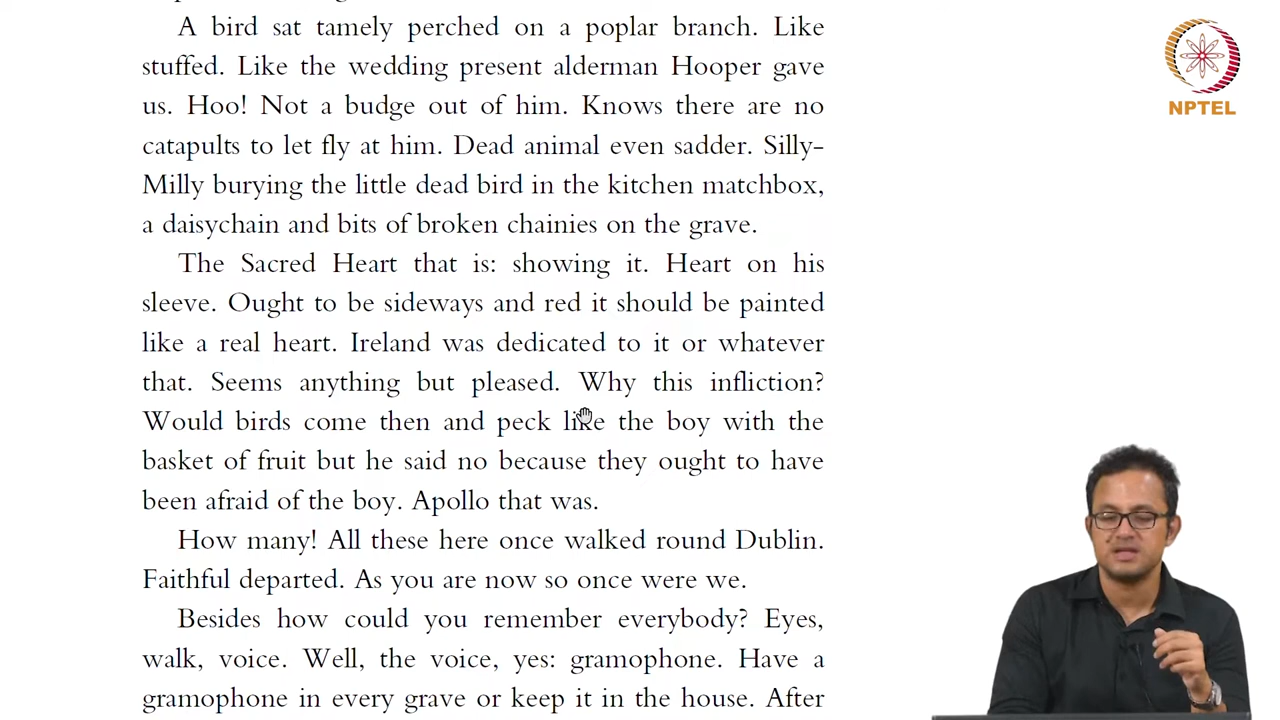 A bird sat tamely perched on a poplar branch. Like
stuffed. Like the wedding present alderman Hooper gave
us. Hoo! Not a budge out of him. Knows there are no
catapults to let fly at him. Dead animal even sadder. Silly-
Milly burying the little dead bird in the kitchen matchbox,
a daisychain and bits of broken chainies on the grave.
The Sacred Heart that is: showing it. Heart on his
sleeve. Ought to be sideways and red it should be painted
like a real heart. Ireland was dedicated to it or whatever
that. Seems anything but pleased. Why this infliction?
Would birds come then and peck like the boy with the
basket of fruit but he said no because they ought to have
been afraid of the boy. Apollo that was.
How many! All these here once walked round Dublin.
Faithful departed. As you are now so once were we.
Besides how could you remember everybody? Eyes,
walk, voice. Well, the voice, yes: gramophone. Have a
gramophone in every grave or keep it in the house. After
NPTEL